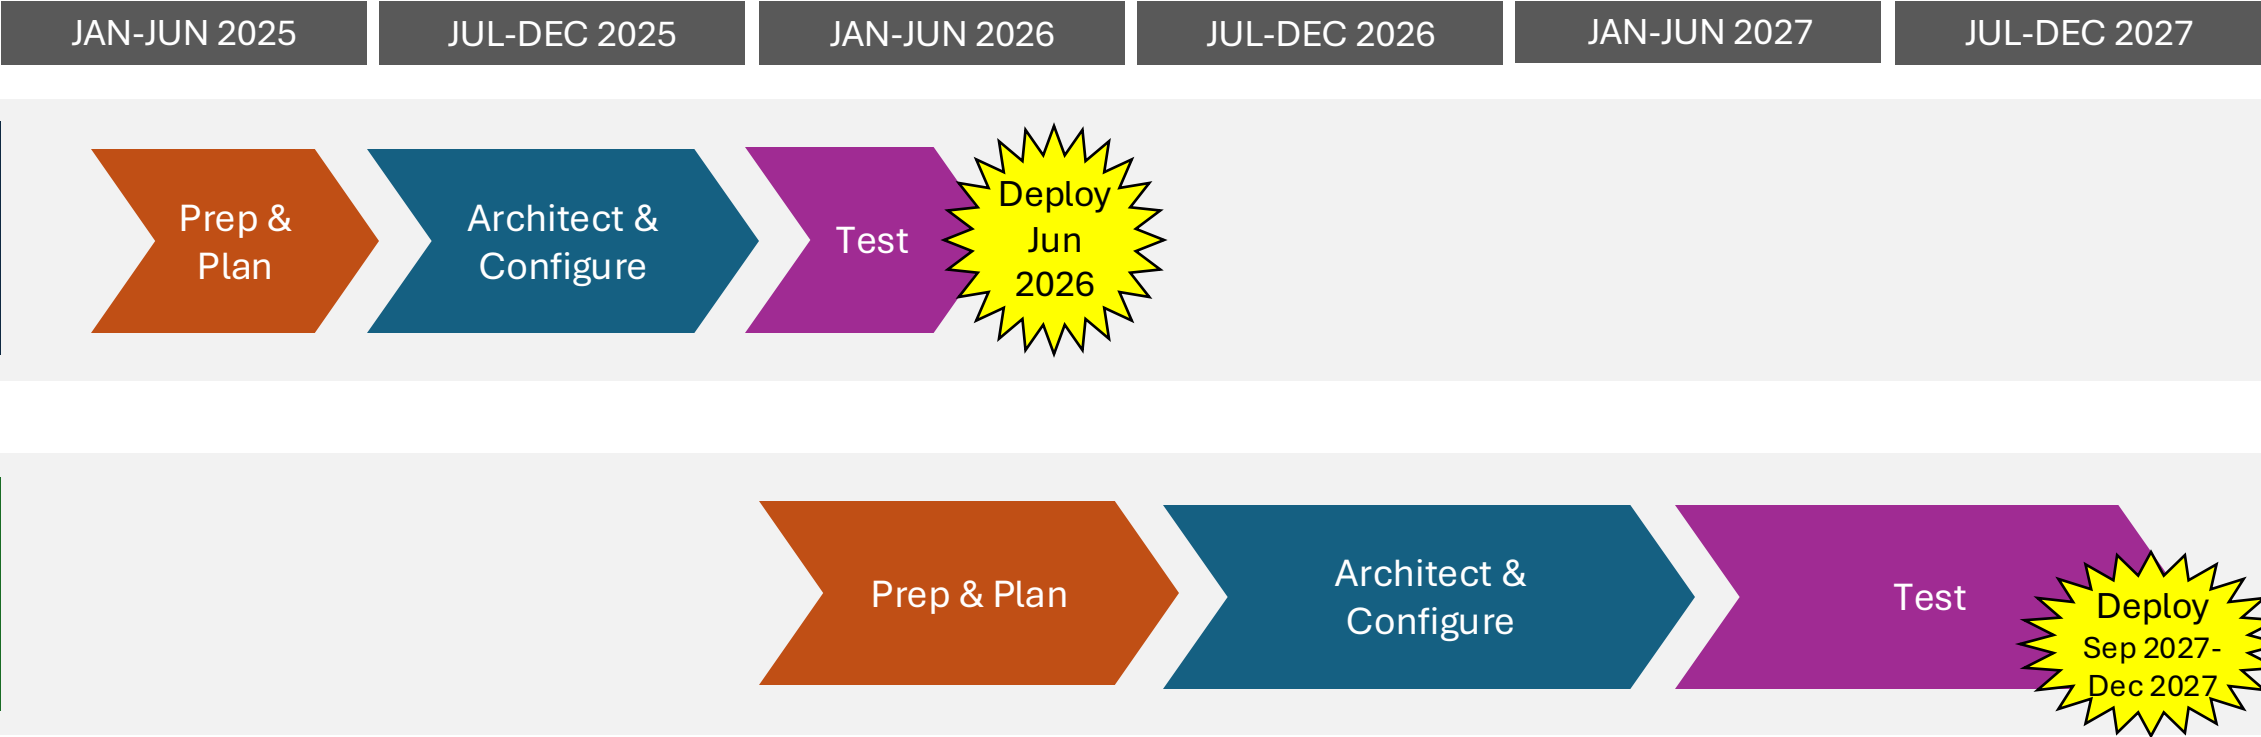 JAN-JUN 2025
JUL-DEC 2025
JAN-JUN 2026
JUL-DEC 2026
JAN-JUN 2027
JUL-DEC 2027
Prep &
Plan
Architect &
Configure
Test
Deploy
Jun
2026
Prep & Plan
Architect &
Configure
Test
Deploy
Sep 2027-
Dec 2027